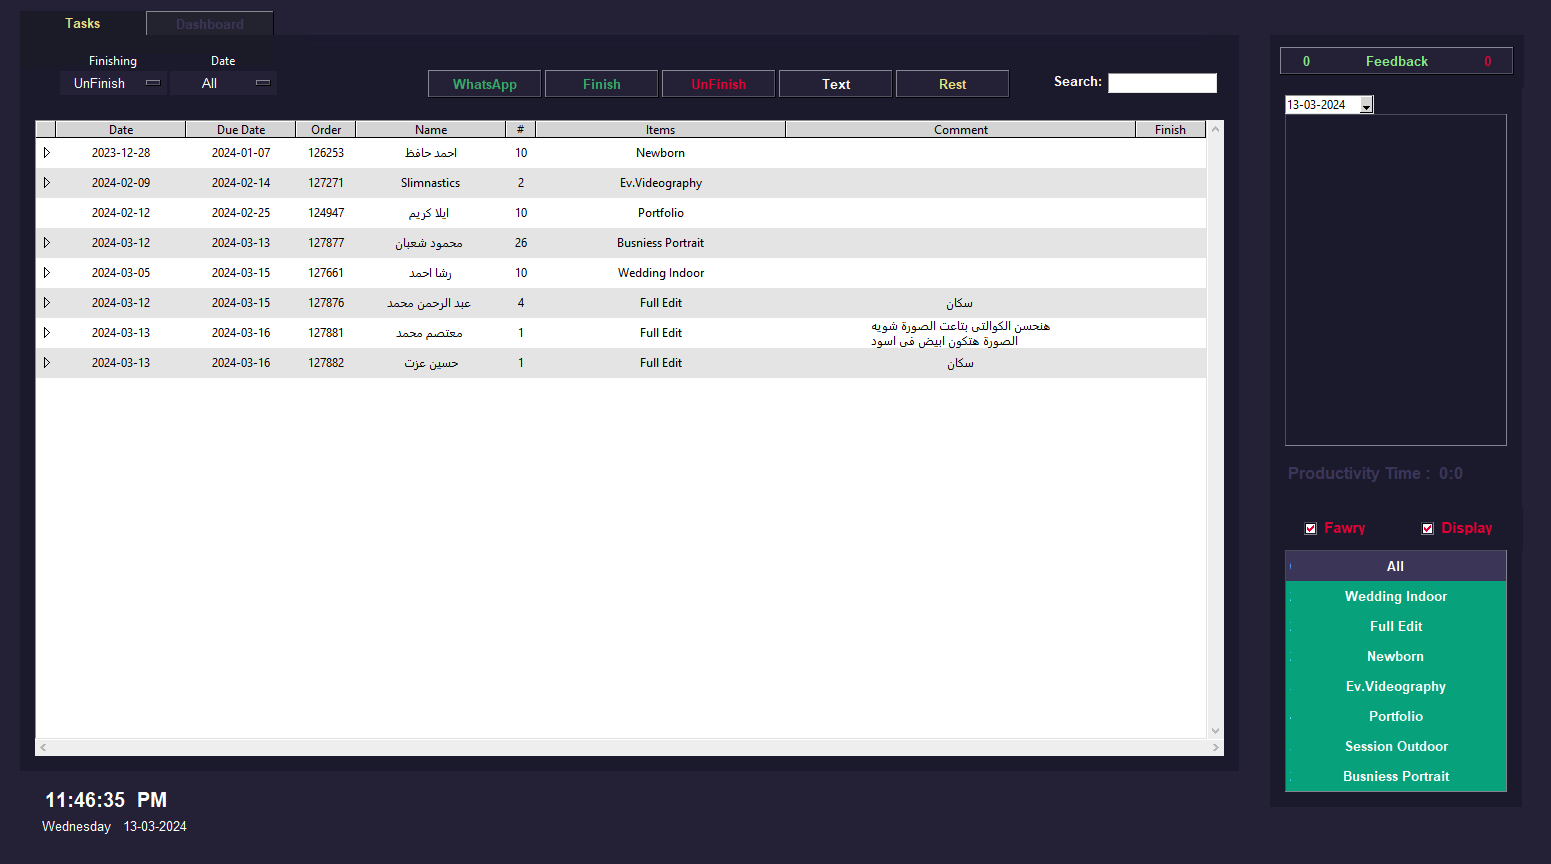 Tasks
Dashboard
Finishing
Date
UnFinish
All
WhatsApp
Finish
UnFinish
Text
Rest
Search:
Date Due Date Order Name # Items Comment Finish
2023-12-28 2024-01-07 126253 احمد حافظ 10 Newborn
2024-02-09 2024-02-14 127271 Slimnastics 2 Ev.Videography
2024-02-12 2024-02-25 124947 ايلا كريم 10 Portfolio
2024-03-12 2024-03-13 127877 محمود شعبان 26 Busniess Portrait
2024-03-05 2024-03-15 127661 رشا احمد 10 Wedding Indoor
2024-03-12 2024-03-15 127876 عبد الرحمن محمد 4 Full Edit سكان
2024-03-13 2024-03-16 127881 معتصم محمد 1 Full Edit هنحسن الكوالتى بتاعت الصورة شويه
الصورة هتكون ابيض فى اسود
2024-03-13 2024-03-16 127882 حسين عزت 1 Full Edit سكان
11:46:35 PM
Wednesday 13-03-2024
0 Feedback 0
13-03-2024
Productivity Time : 0:0
Fawry
Display
All
Wedding Indoor
Full Edit
Newborn
Ev.Videography
Portfolio
Session Outdoor
Busniess Portrait